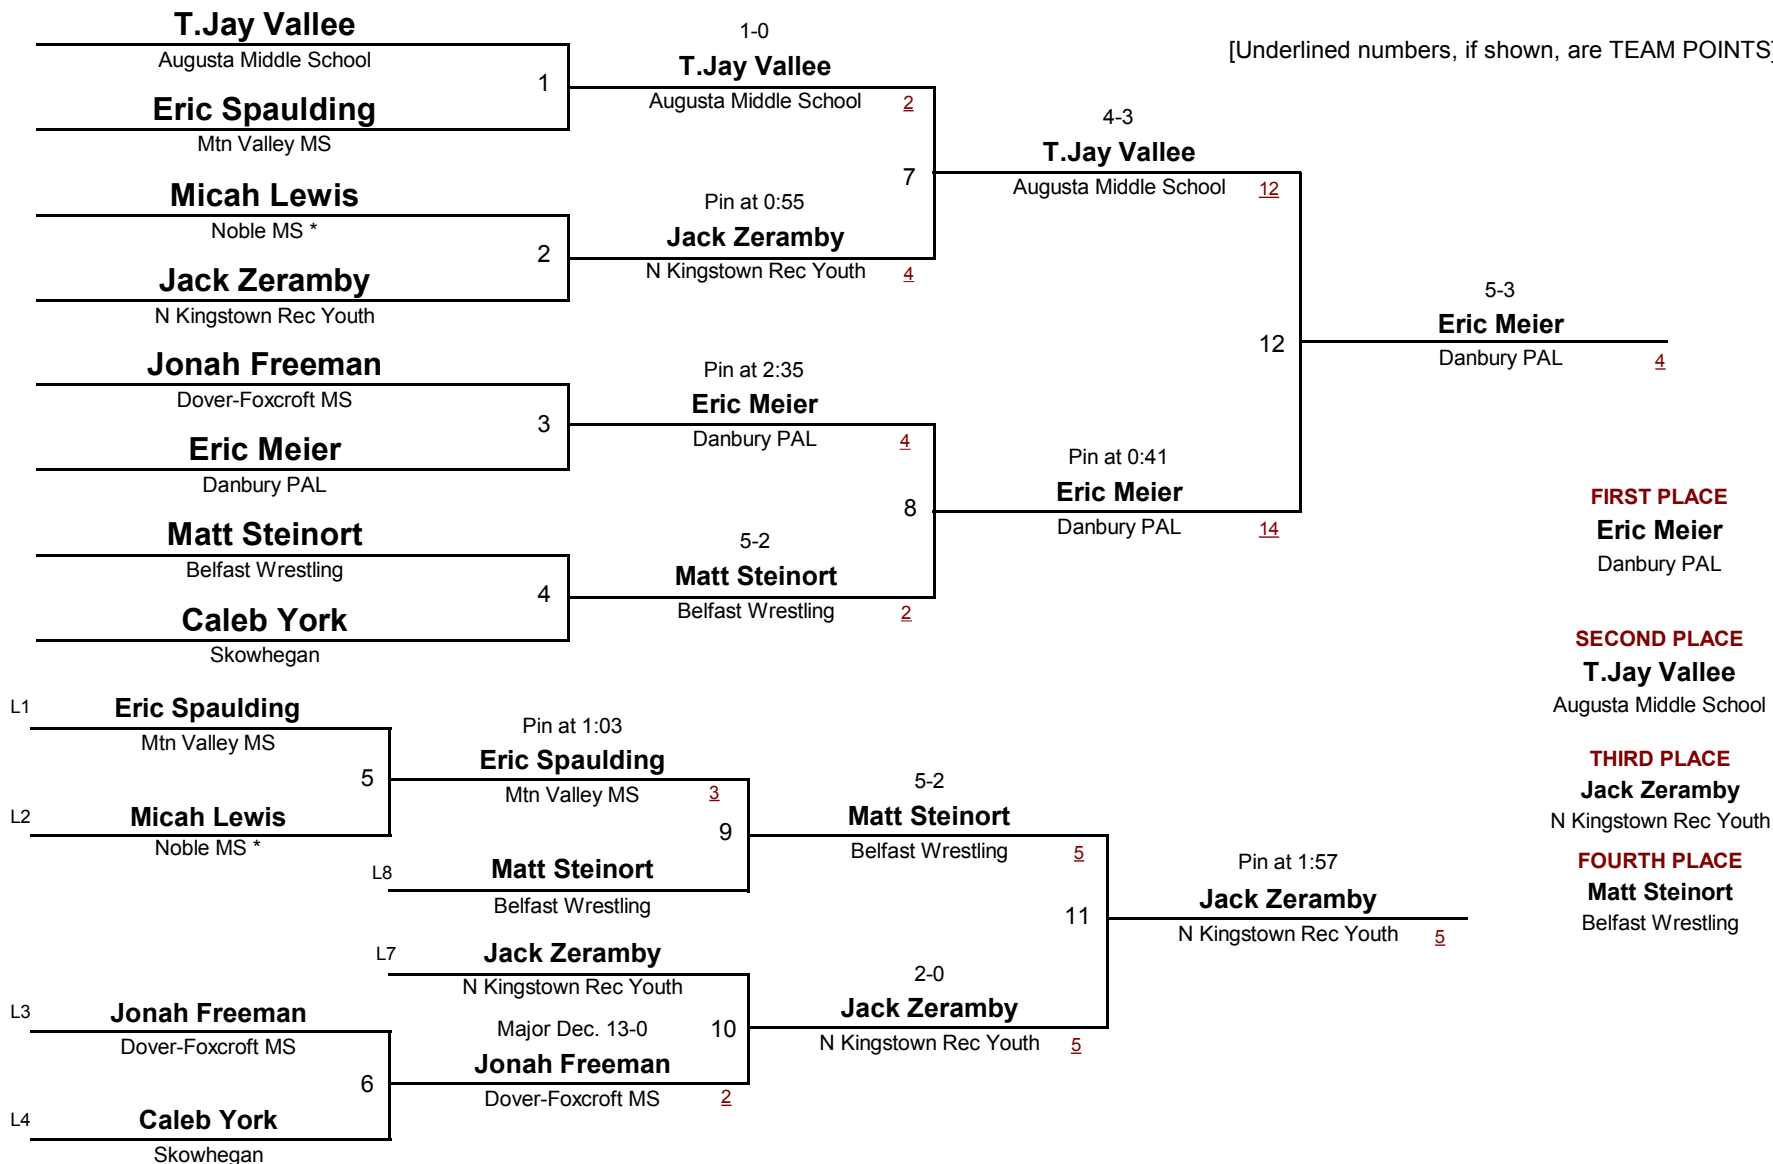 T.Jay Vallee
Augusta Middle School
1
Eric Spaulding
Mtn Valley MS
Micah Lewis
Noble MS *
2
Jack Zeramby
N Kingstown Rec Youth
Jonah Freeman
Dover-Foxcroft MS
3
Eric Meier
Danbury PAL
Matt Steinort
Belfast Wrestling
4
Caleb York
Skowhegan
1-0
T.Jay Vallee
Augusta Middle School 2
7
Pin at 0:55
Jack Zeramby
N Kingstown Rec Youth 4
Pin at 2:35
Eric Meier
Danbury PAL 4
8
5-2
Matt Steinort
Belfast Wrestling 2
[Underlined numbers, if shown, are TEAM POINTS]
4-3
T.Jay Vallee
Augusta Middle School 12
12
Pin at 0:41
Eric Meier
Danbury PAL 14
5-3
Eric Meier
Danbury PAL 4
L1 Eric Spaulding
Mtn Valley MS
5
L2 Micah Lewis
Noble MS *
Pin at 1:03
Eric Spaulding
Mtn Valley MS 3
9
L8 Matt Steinort
Belfast Wrestling
L7 Jack Zeramby
N Kingstown Rec Youth
L3 Jonah Freeman
Dover-Foxcroft MS
6
L4 Caleb York
Skowhegan
Major Dec. 13-0 10
Jonah Freeman
Dover-Foxcroft MS 2
5-2
Matt Steinort
Belfast Wrestling 5
11
2-0
Jack Zeramby
N Kingstown Rec Youth 5
Pin at 1:57
Jack Zeramby
N Kingstown Rec Youth 5
FIRST PLACE
Eric Meier
Danbury PAL
SECOND PLACE
T.Jay Vallee
Augusta Middle School
THIRD PLACE
Jack Zeramby
N Kingstown Rec Youth
FOURTH PLACE
Matt Steinort
Belfast Wrestling